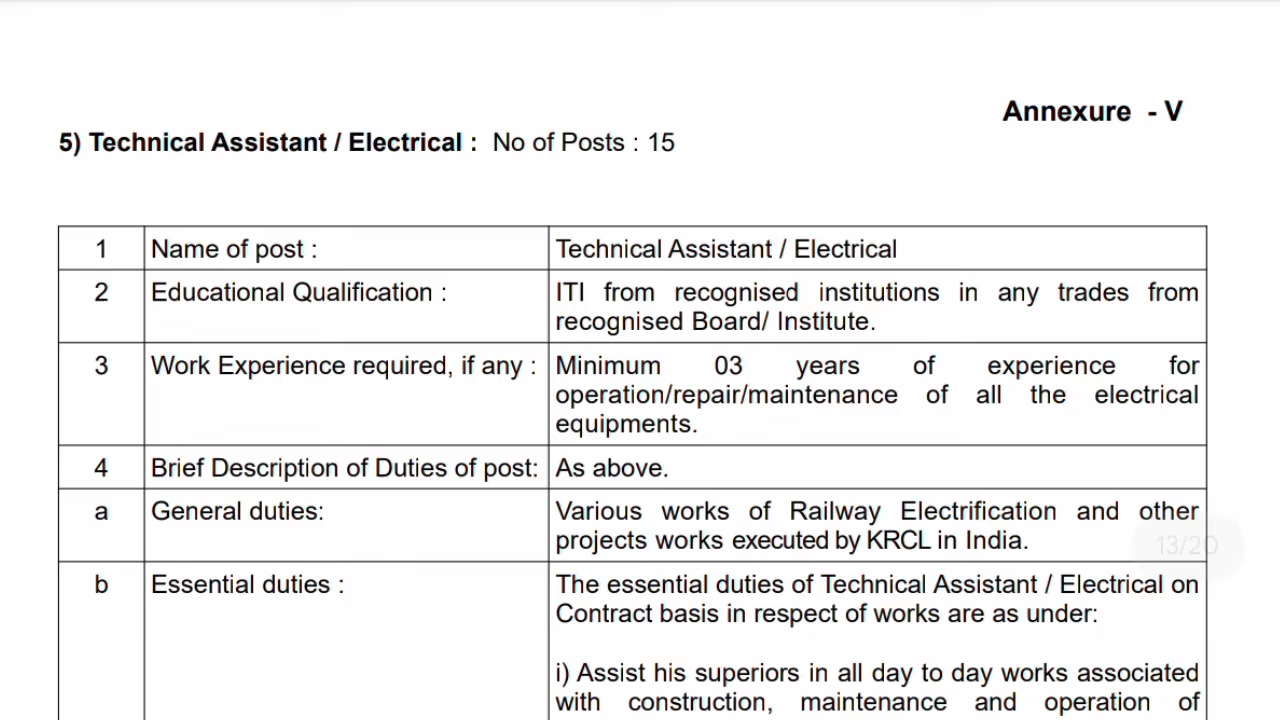 Annexure - V
5) Technical Assistant / Electrical : No of Posts : 15
1 Name of post : Technical Assistant / Electrical
2 Educational Qualification : ITI from recognised institutions in any trades from
recognised Board/ Institute.
3 Work Experience required, if any : Minimum 03 years of experience for
operation/repair/maintenance of all the electrical
equipments.
4 Brief Description of Duties of post: As above.
a General duties: Various works of Railway Electrification and other
projects works executed by KRCL in India.
13/20
b Essential duties : The essential duties of Technical Assistant / Electrical on
Contract basis in respect of works are as under:
i) Assist his superiors in all day to day works associated
with construction, maintenance and operation of